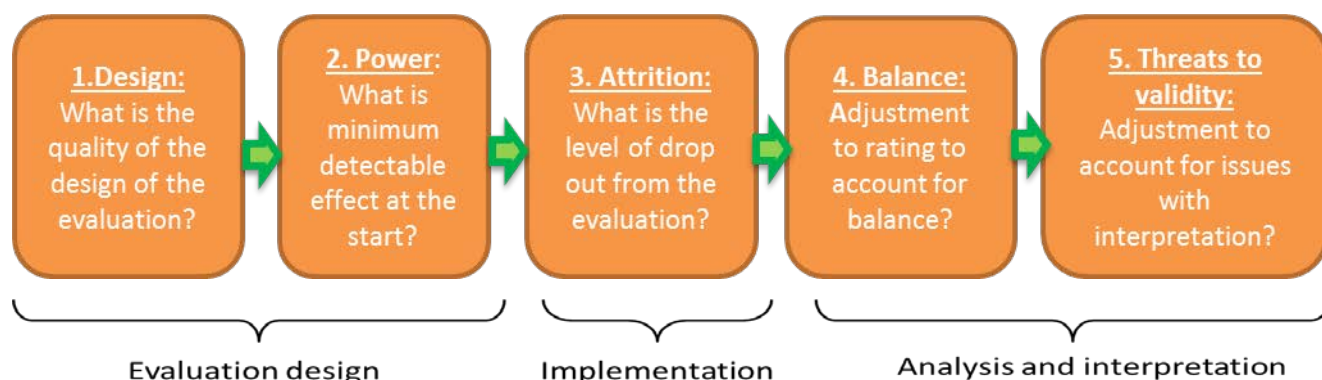 1.Design:
What is the
quality of the
design of the
evaluation?
2. Power:
What is
minimum
detectable
effect at the
start?
3. Attrition:
What is the
level of drop
out from the
evaluation?
4. Balance:
Adjustment
to rating to
account for
balance?
5. Threats to
validity:
Adjustment to
account for issues
with
interpretation?
Evaluation design
Implementation
Analysis and interpretation